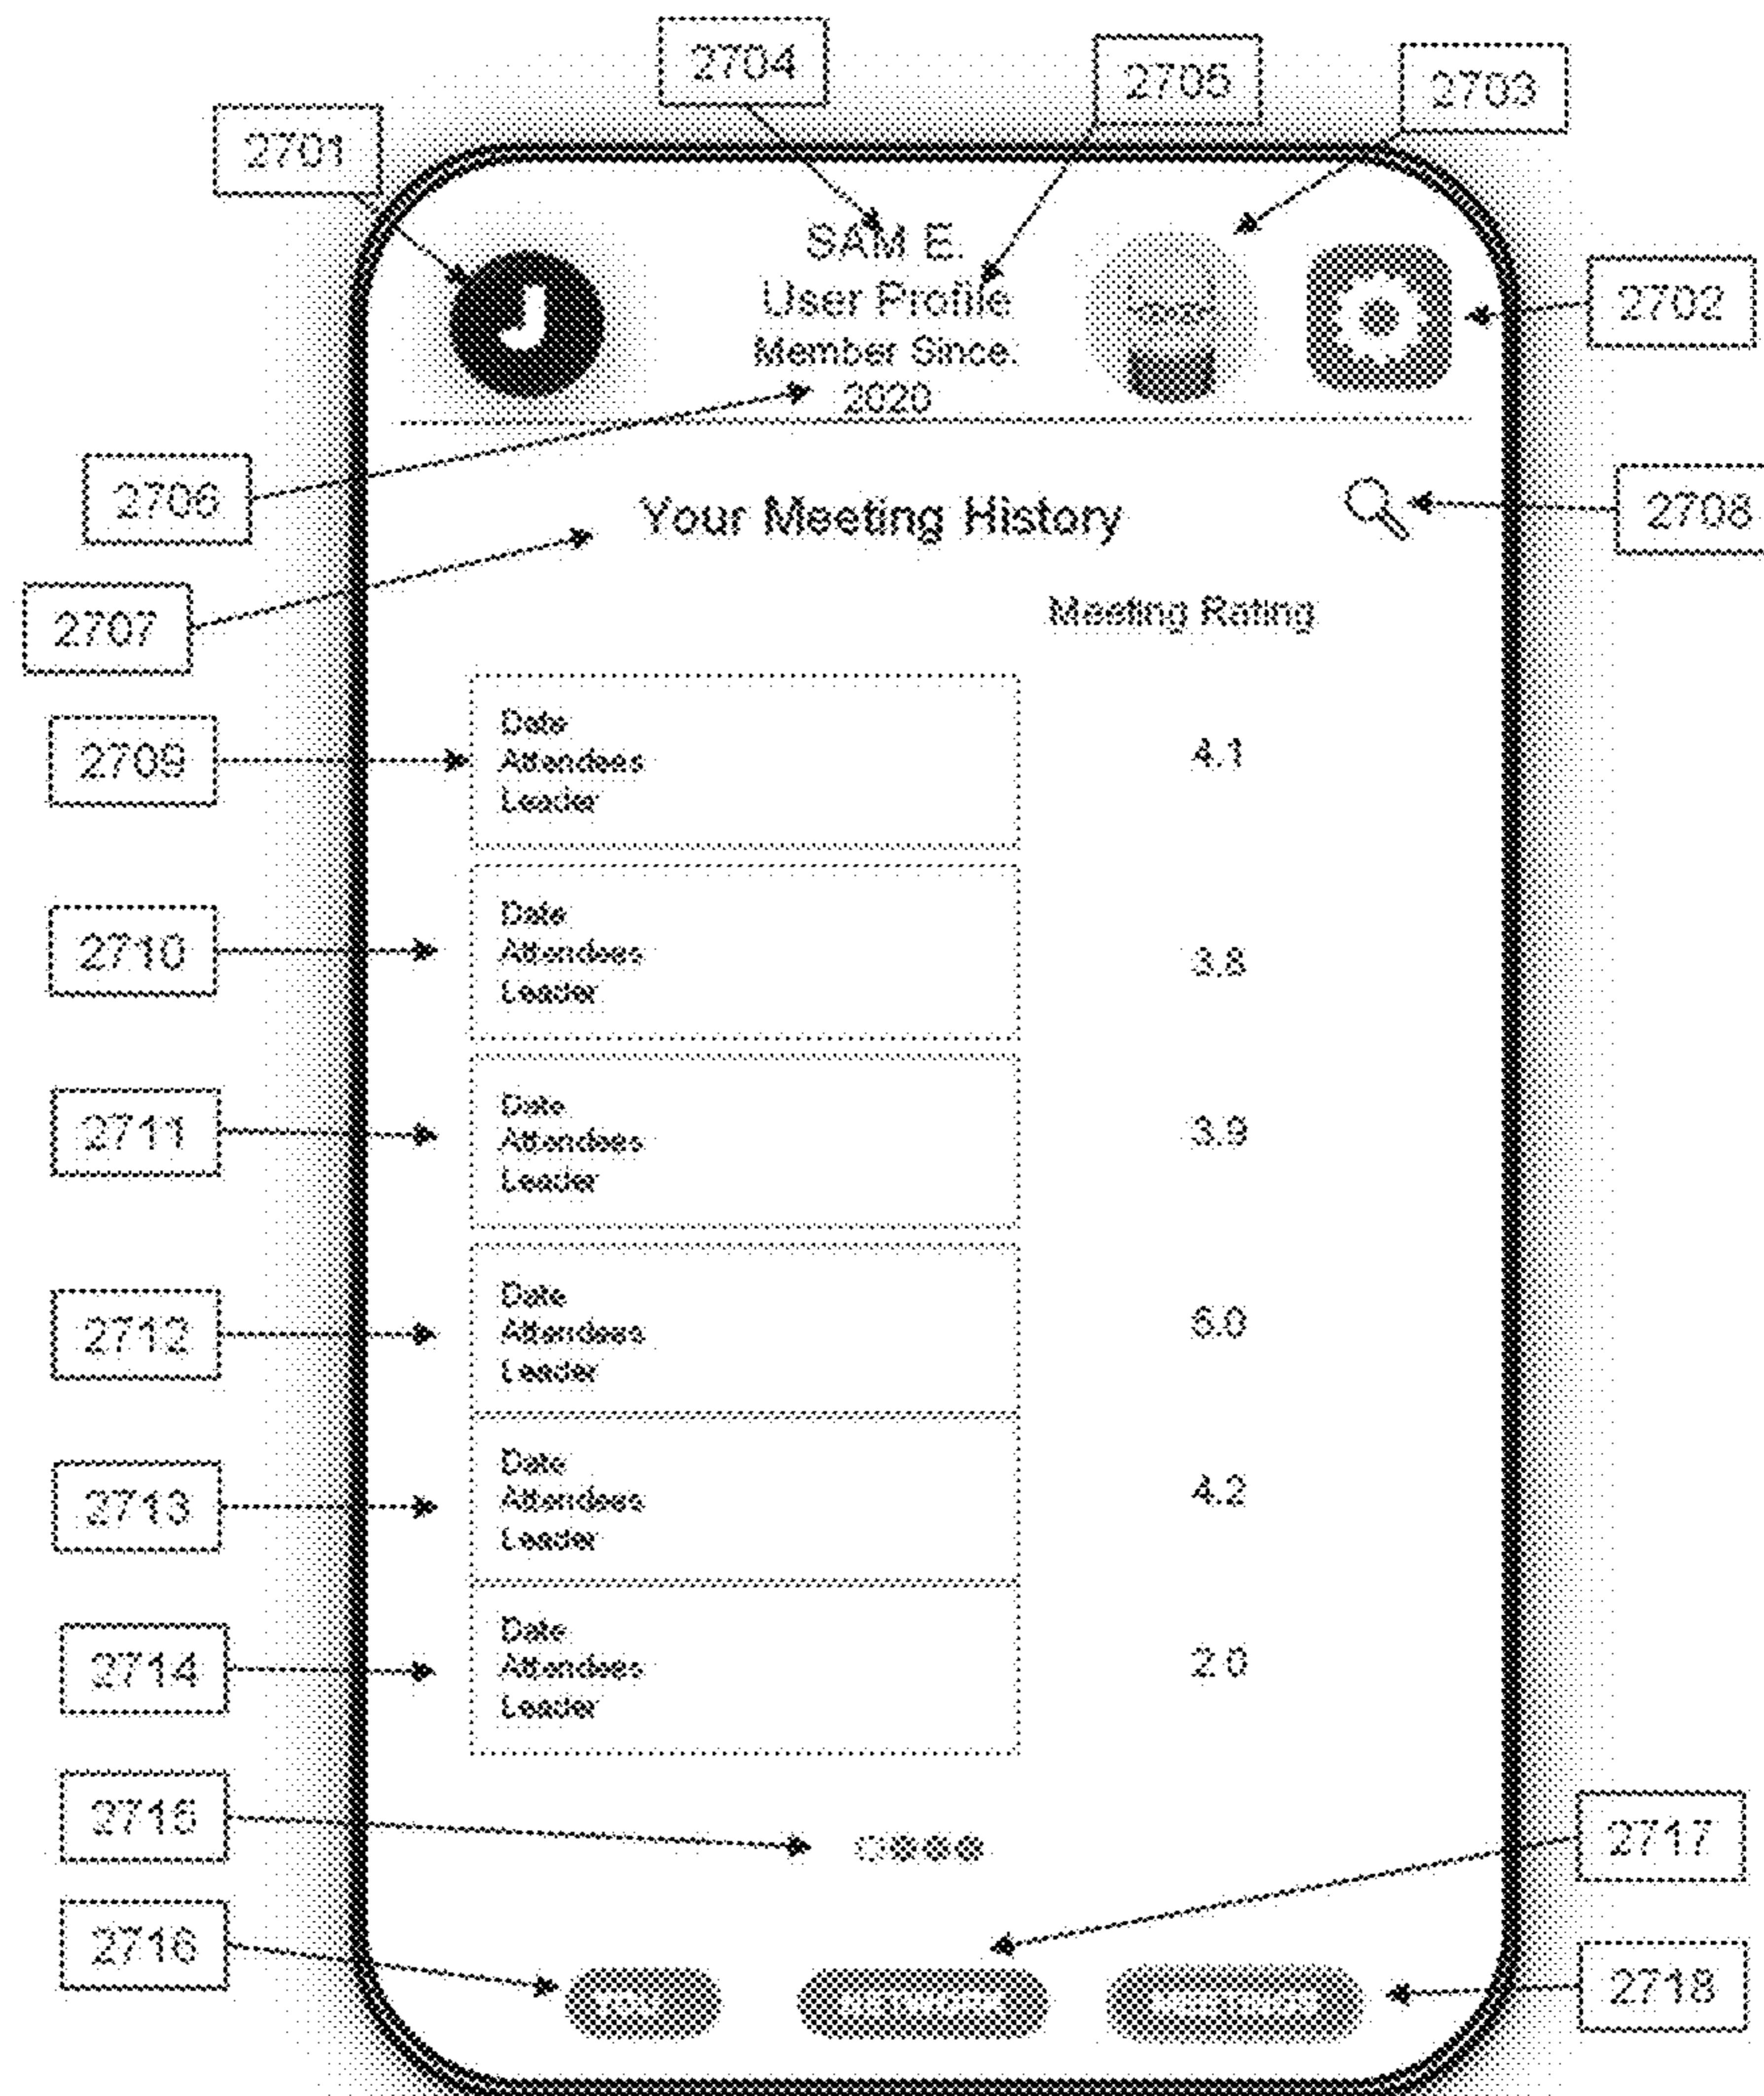 2704
2705
2703
2701
SAM E.
User Profile
Member Since.
2020
2702
2706
Your Meeting History
2708
2707
Meeting Rating
2709
Date
Attendees
Leader
4.1
2710
Date
Attendees
Leader
3.8
2711
Date
Attendees
Leader
3.9
2712
Date
Attendees
Leader
2713
Date
Attendees
Leader
4.2
2714
Date
Attendees
Leader
2.0
2715
2717
2716
2718